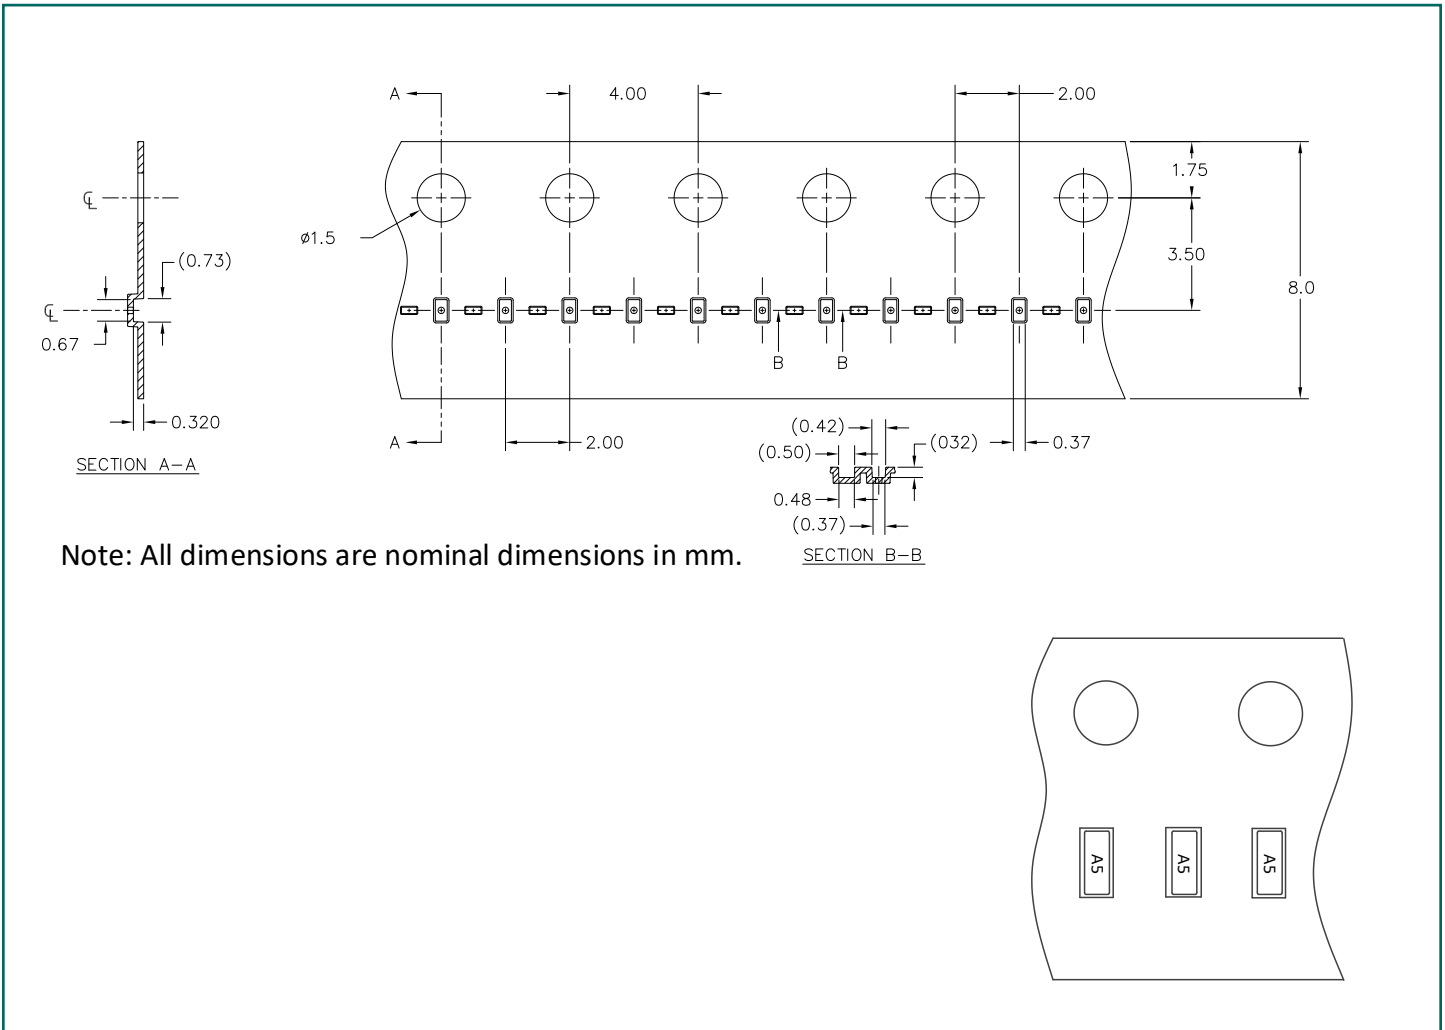 A
4.00
2.00
1.75
℄
ø1.5
3.50
(0.73)
8.0
℄
0.67
B
B
0.320
(0.42)
(032)
0.37
A
2.00
(0.50)
SECTION A-A
0.48
(0.37)
Note: All dimensions are nominal dimensions in mm.
SECTION B-B
A5
A5
A5